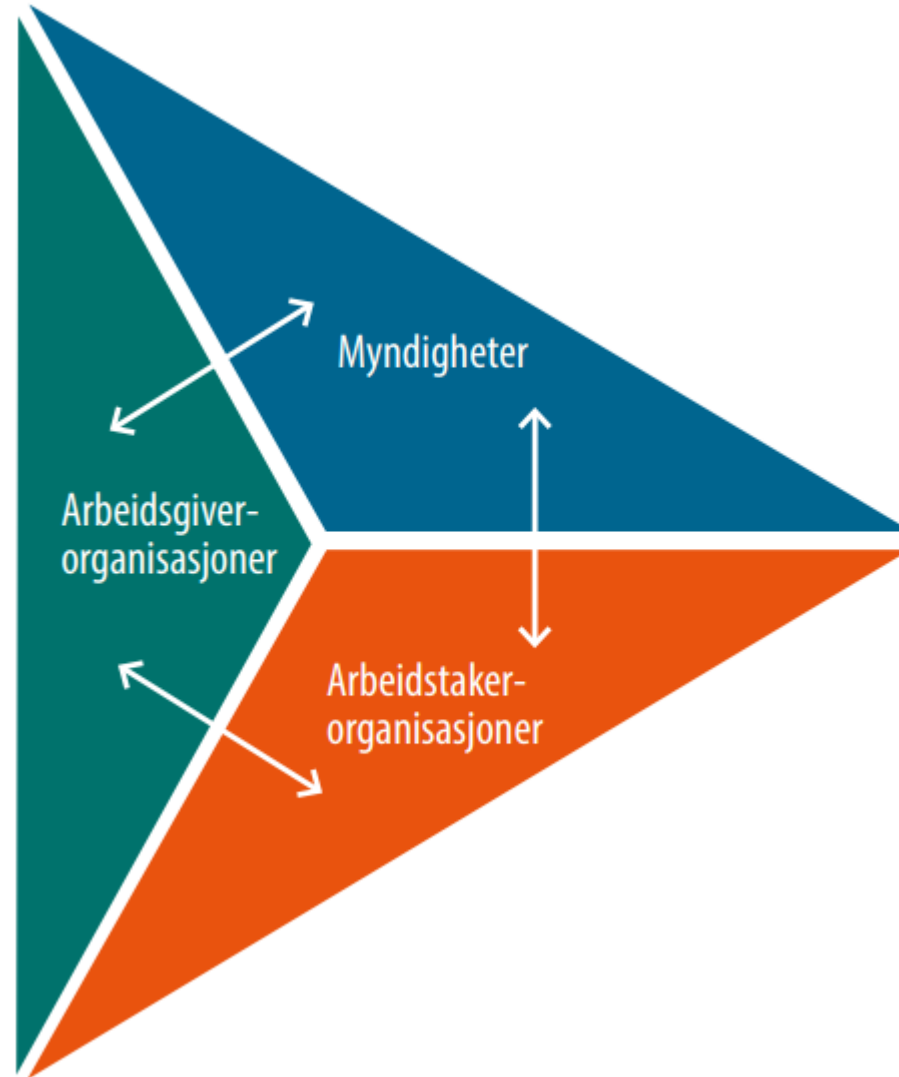 Myndigheter
Arbeidsgiver-
organisasjoner
Arbeidstaker-
organisasjoner